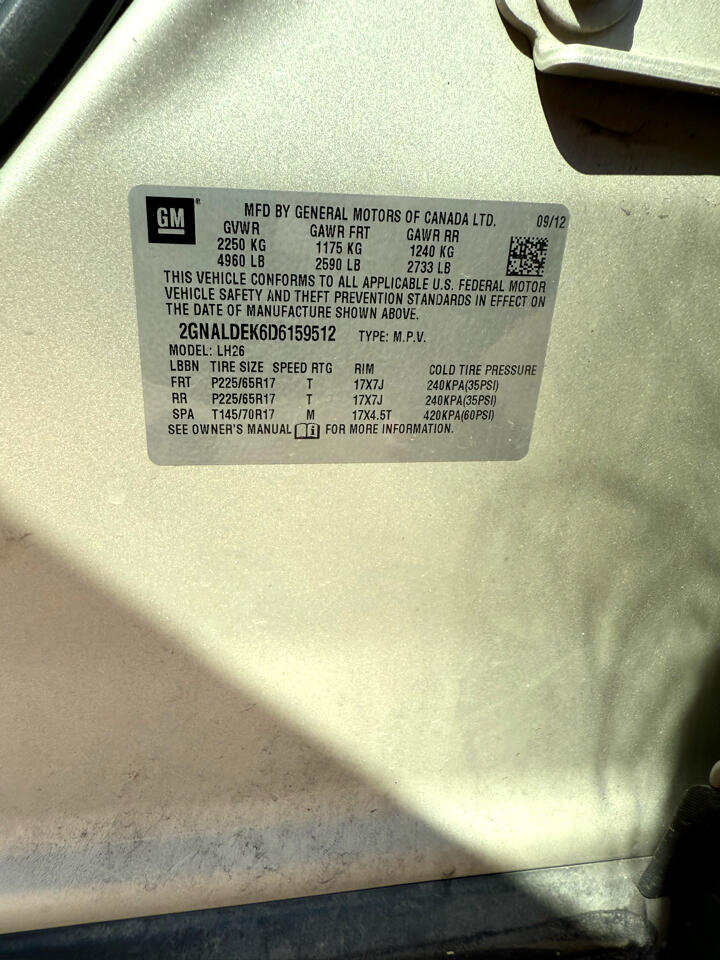 GM ® MFD BY GENERAL MOTORS OF CANADA LTD. 09/12
GVWR GAWR FRT GAWR RR
2250 KG 1175 KG 1240 KG
4960 LB 2590 LB 2733 LB
THIS VEHICLE CONFORMS TO ALL APPLICABLE U.S. FEDERAL MOTOR
VEHICLE SAFETY AND THEFT PREVENTION STANDARDS IN EFFECT ON
THE DATE OF MANUFACTURE SHOWN ABOVE.
2GNALDEK6D6159512 TYPE: M.P.V.
MODEL: LH26
LBBN TIRE SIZE SPEED RTG RIM COLD TIRE PRESSURE
FRT P225/65R17 T 17X7J 240KPA(35PSI)
RR P225/65R17 T 17X7J 240KPA(35PSI)
SPA T145/70R17 M 17X4.5T 420KPA(60PSI)
SEE OWNER'S MANUAL i FOR MORE INFORMATION.